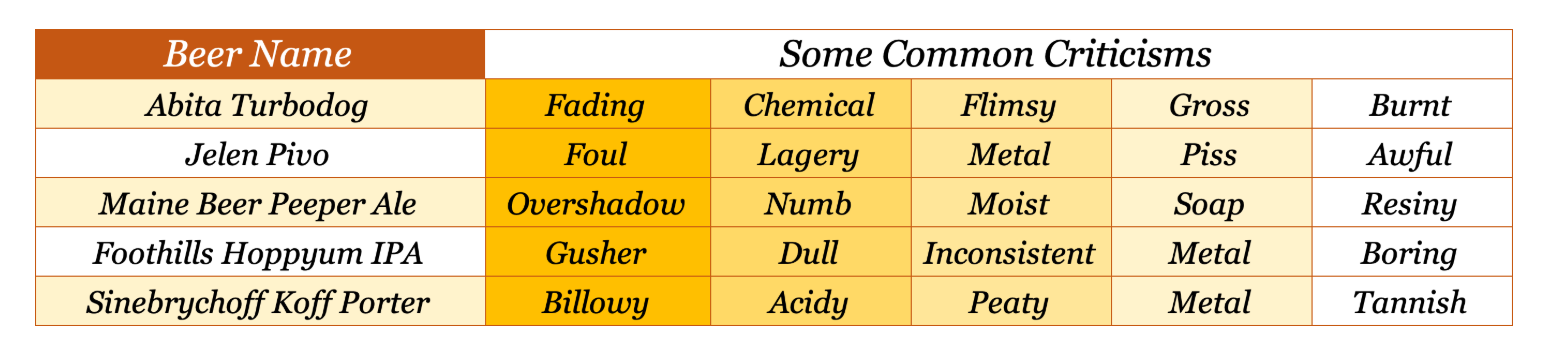 Beer Name Some Common Criticisms
Abita Turbodog Fading Chemical Flimsy Gross Burnt
Jelen Pivo Foul Lagery Metal Piss Awful
Maine Beer Peeper Ale Overshadow Numb Moist Soap Resiny
Foothills Hoppyum IPA Gusher Dull Inconsistent Metal Boring
Sinebrychoff Koff Porter Billowy Acidy Peaty Metal Tannish